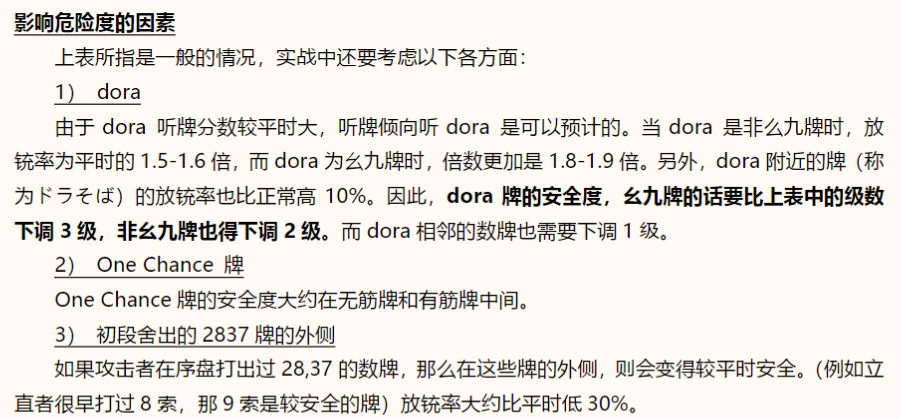 影响危险度的因素
上表所指是一般的情况，实战中还要考虑以下各方面：
1） dora
由于 dora 听牌分数较平时大，听牌倾向听 dora 是可以预计的。当 dora 是非么九牌时，放
铳率为平时的 1.5-1.6 倍，而 dora 为幺九牌时，倍数更加是 1.8-1.9 倍。另外，dora 附近的牌（称
为ドラそば）的放铳率也比正常高 10%。因此，dora 牌的安全度，幺九牌的话要比上表中的级数
下调 3 级，非幺九牌也得下调 2 级。而 dora 相邻的数牌也需要下调 1 级。
2） One Chance 牌
One Chance 牌的安全度大约在无筋牌和有筋牌中间。
3） 初段舍出的 2837 牌的外侧
如果攻击者在序盘打出过 28,37 的数牌，那么在这些牌的外侧，则会变得较平时安全。（例如立
直者很早打过 8 索，那 9 索是较安全的牌）放铳率大约比平时低 30%。